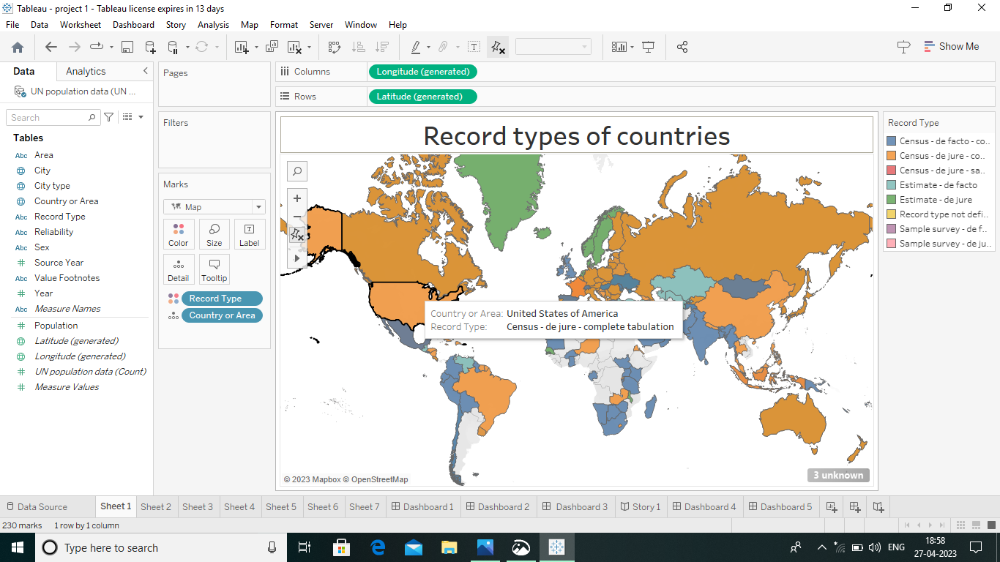 Tableau - project 1 - Tableau license expires in 13 days
File Data Worksheet Dashboard Story Analysis Map Format Server Window Help
Show Me
Data Analytics
UN population data (UN ...
Search
Tables
Abc Area
City
City type
Country or Area
Abc Record Type
Abc Reliability
Abc Sex
Source Year
Abc Value Footnotes
Year
Abc Measure Names
Population
Latitude (generated)
Longitude (generated)
UN population data (Count)
Measure Values
Pages
Filters
Marks
Map
Color Size Label
Detail Tooltip
Record Type
Country or Area
Columns Longitude (generated)
Rows Latitude (generated)
Record types of countries
Country or Area: United States of America
Record Type: Census - de jure - complete tabulation
© 2023 Mapbox © OpenStreetMap
3 unknown
Record Type
Census - de facto - co..
Census - de jure - co...
Census - de jure - sa..
Estimate - de facto
Estimate - de jure
Record type not defi..
Sample survey - de f..
Sample survey - de ju..
Data Source Sheet 1 Sheet 2 Sheet 3 Sheet 4 Sheet 5 Sheet 6 Sheet 7 Dashboard 1 Dashboard 2 Dashboard 3 Story 1 Dashboard 4 Dashboard 5
230 marks 1 row by 1 column
Type here to search
ENG
18:58
27-04-2023